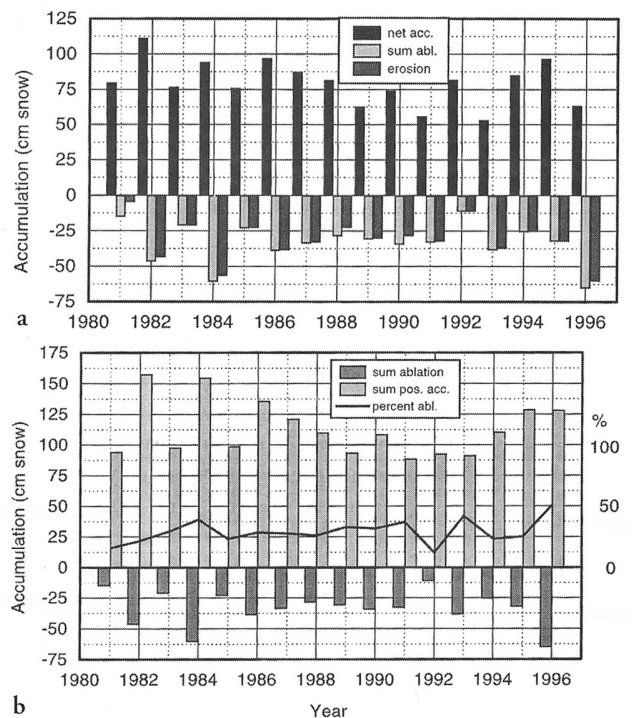 a
Accumulation (cm snow)
125
100
75
50
25
0
-25
-50
-75
net acc.
sum abl.
erosion
1980 1982 1984 1986 1988 1990 1992 1994 1996
b
Accumulation (cm snow)
175
150
125
100
75
50
25
0
-25
-50
-75
sum ablation
sum pos. acc.
percent abl.
%
100
50
0
1980 1982 1984 1986 1988 1990 1992 1994 1996
Year